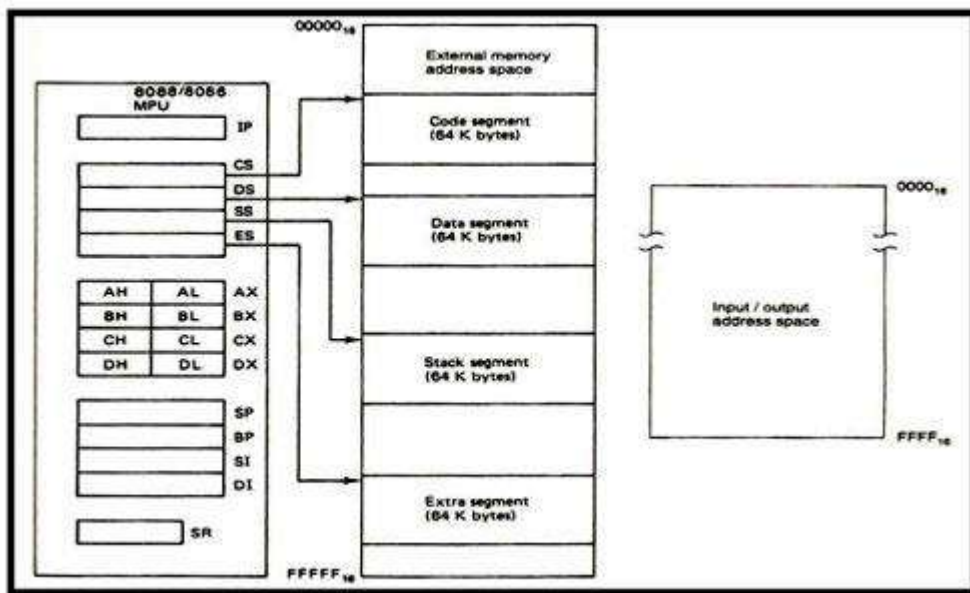 8088/8086
MPU
IP
CS
DS
SS
ES
AH AL AX
BH BL BX
CH CL CX
DH DL DX
SP
BP
SI
DI
SR
00000₁₆
External memory
address space
Code segment
(64 K bytes)
Data segment
(64 K bytes)
Stack segment
(64 K bytes)
Extra segment
(64 K bytes)
FFFFF₁₆
0000₁₆
Input / output
address space
FFFF₁₆